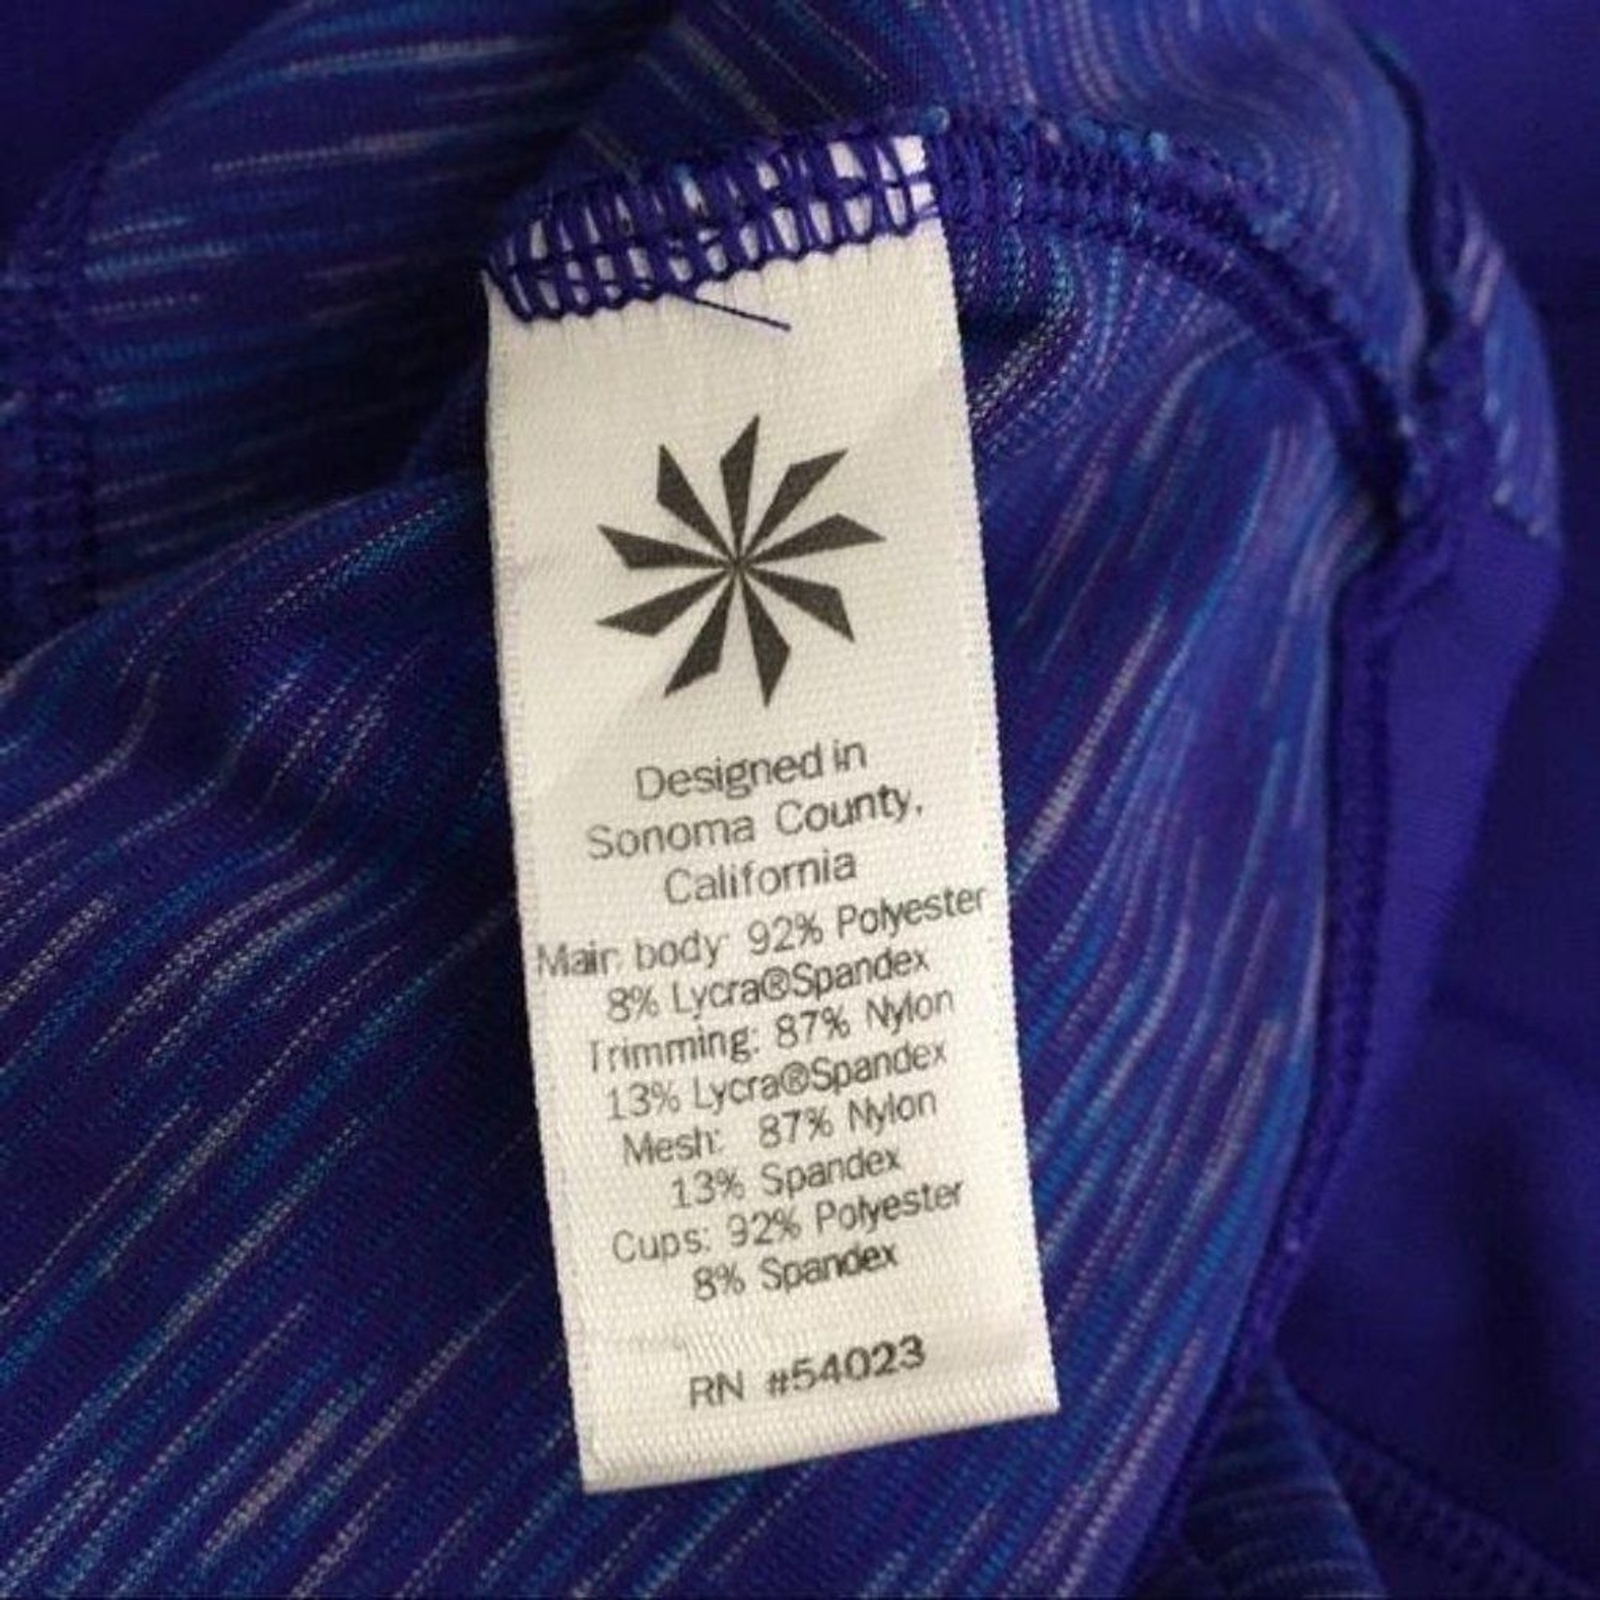 Designed in
Sonoma County,
California
Main body: 92% Polyester
8% Lycra®Spandex
Trimming: 87% Nylon
13% Lycra®Spandex
Mesh: 87% Nylon
13% Spandex
Cups: 92% Polyester
8% Spandex
RN #54023